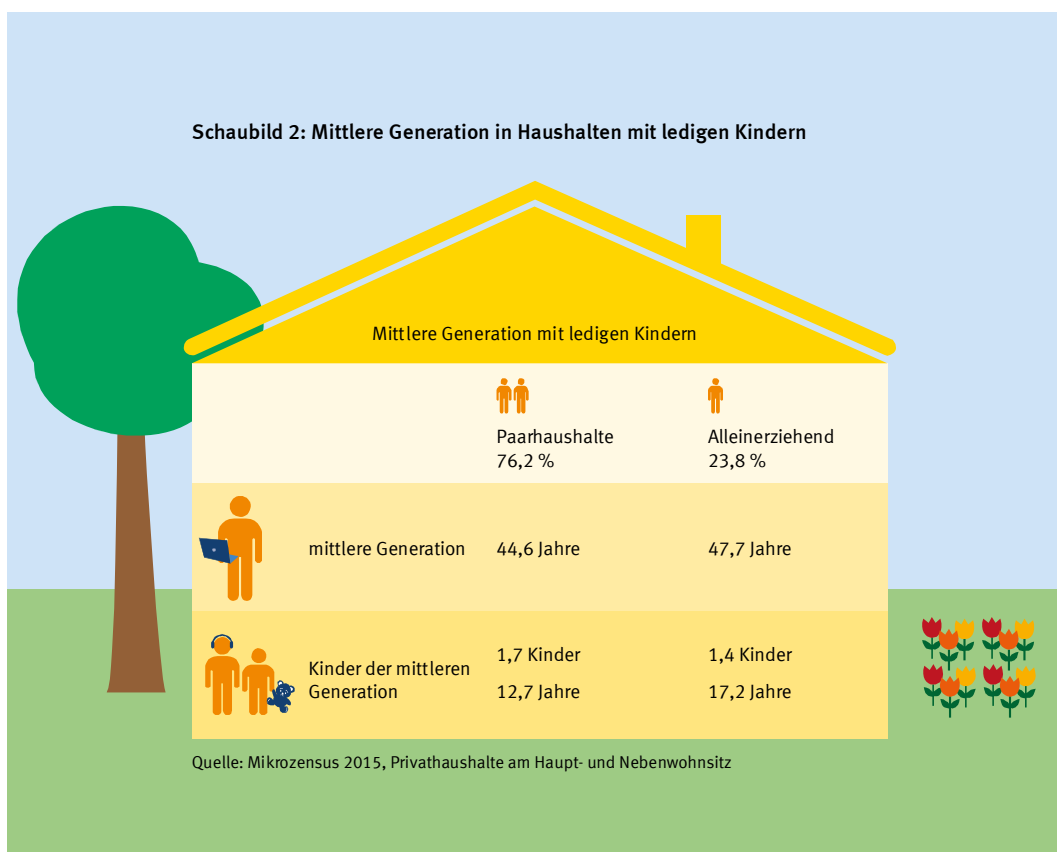 Schaubild 2: Mittlere Generation in Haushalten mit ledigen Kindern
Mittlere Generation mit ledigen Kindern
Paarhaushalte
76,2 %
Alleinerziehend
23,8 %
mittlere Generation
44,6 Jahre
47,7 Jahre
Kinder der mittleren
Generation
1,7 Kinder
12,7 Jahre
1,4 Kinder
17,2 Jahre
Quelle: Mikrozensus 2015, Privathaushalte am Haupt- und Nebenwohnsitz